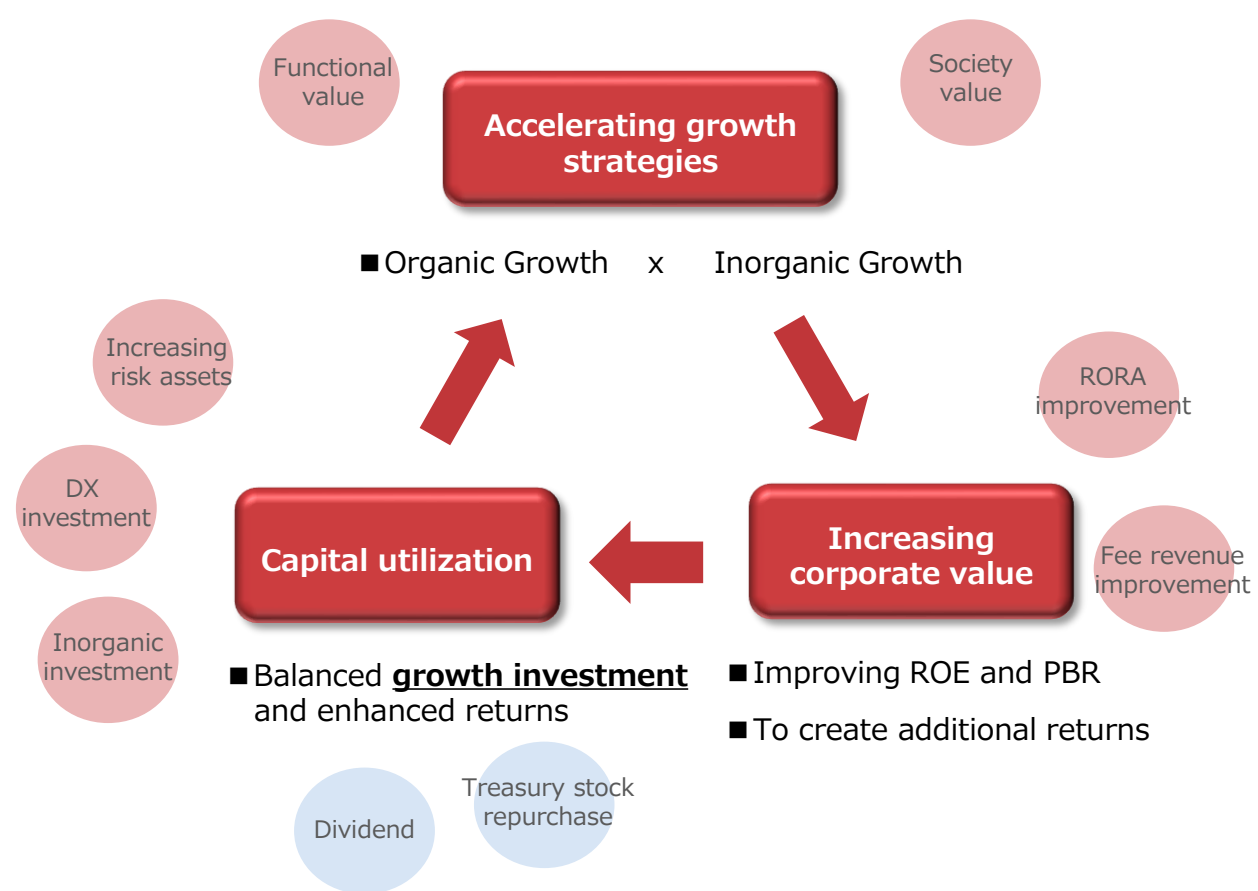 Functional
value
Society
value
Accelerating growth
strategies
■ Organic Growth x Inorganic Growth
Increasing
risk assets
RORA
improvement
DX
investment
Capital utilization
Increasing
corporate value
Fee revenue
improvement
Inorganic
investment
■ Balanced growth investment
and enhanced returns
■ Improving ROE and PBR
■ To create additional returns
Treasury stock
repurchase
Dividend